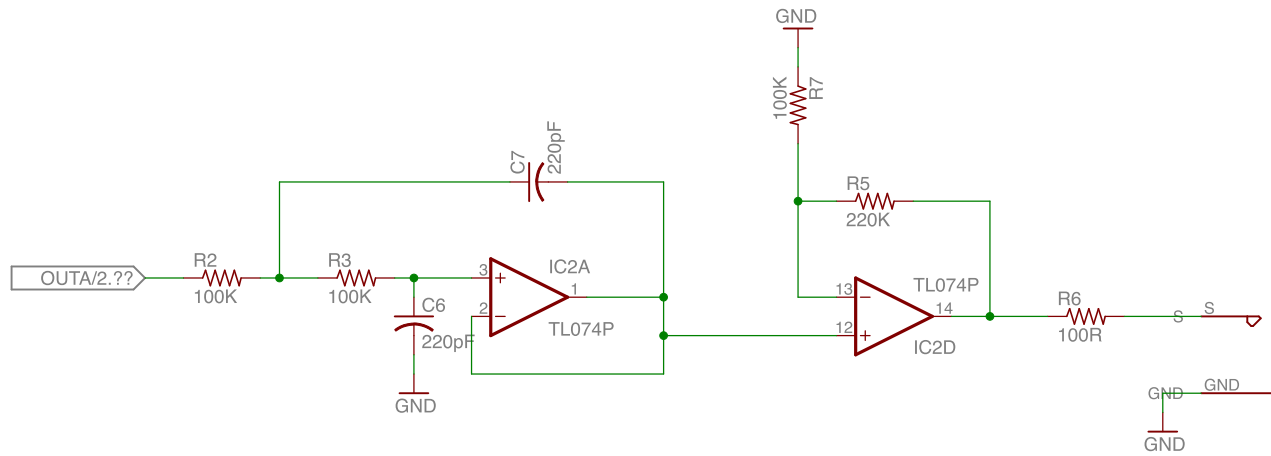 GND
100K
R7
C7
220pF
R5
220K
OUTA/2.??
R2
100K
R3
100K
3
+
2
−
1
IC2A
TL074P
C6
220pF
GND
13
−
12
+
14
TL074P
IC2D
R6
100R
S
S
GND
GND
GND